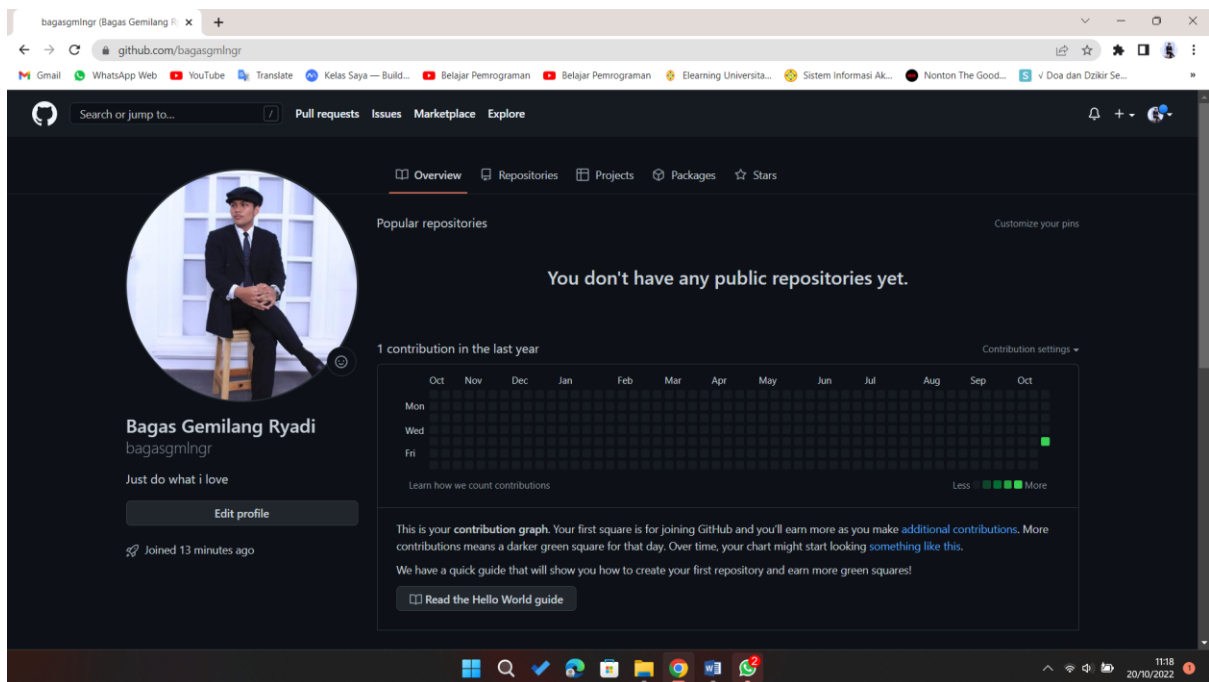 bagasgmlngr (Bagas Gemilang R
github.com/bagasgmlngr
Gmail WhatsApp Web YouTube Translate Kelas Saya — Build... Belajar Pemrograman Belajar Pemrograman Elearning Universita... Sistem Informasi Ak... Nonton The Good... S √ Doa dan Dzikir Se... »
Search or jump to... / Pull requests Issues Marketplace Explore
Overview Repositories Projects Packages Stars
Popular repositories Customize your pins
You don't have any public repositories yet.
1 contribution in the last year Contribution settings
Oct Nov Dec Jan Feb Mar Apr May Jun Jul Aug Sep Oct
Mon
Wed
Fri
Learn how we count contributions Less More
Bagas Gemilang Ryadi
bagasgmlngr
Just do what i love
Edit profile
Joined 13 minutes ago
This is your contribution graph. Your first square is for joining GitHub and you'll earn more as you make additional contributions. More
contributions means a darker green square for that day. Over time, your chart might start looking something like this.
We have a quick guide that will show you how to create your first repository and earn more green squares!
Read the Hello World guide
2
11:18
20/10/2022 1